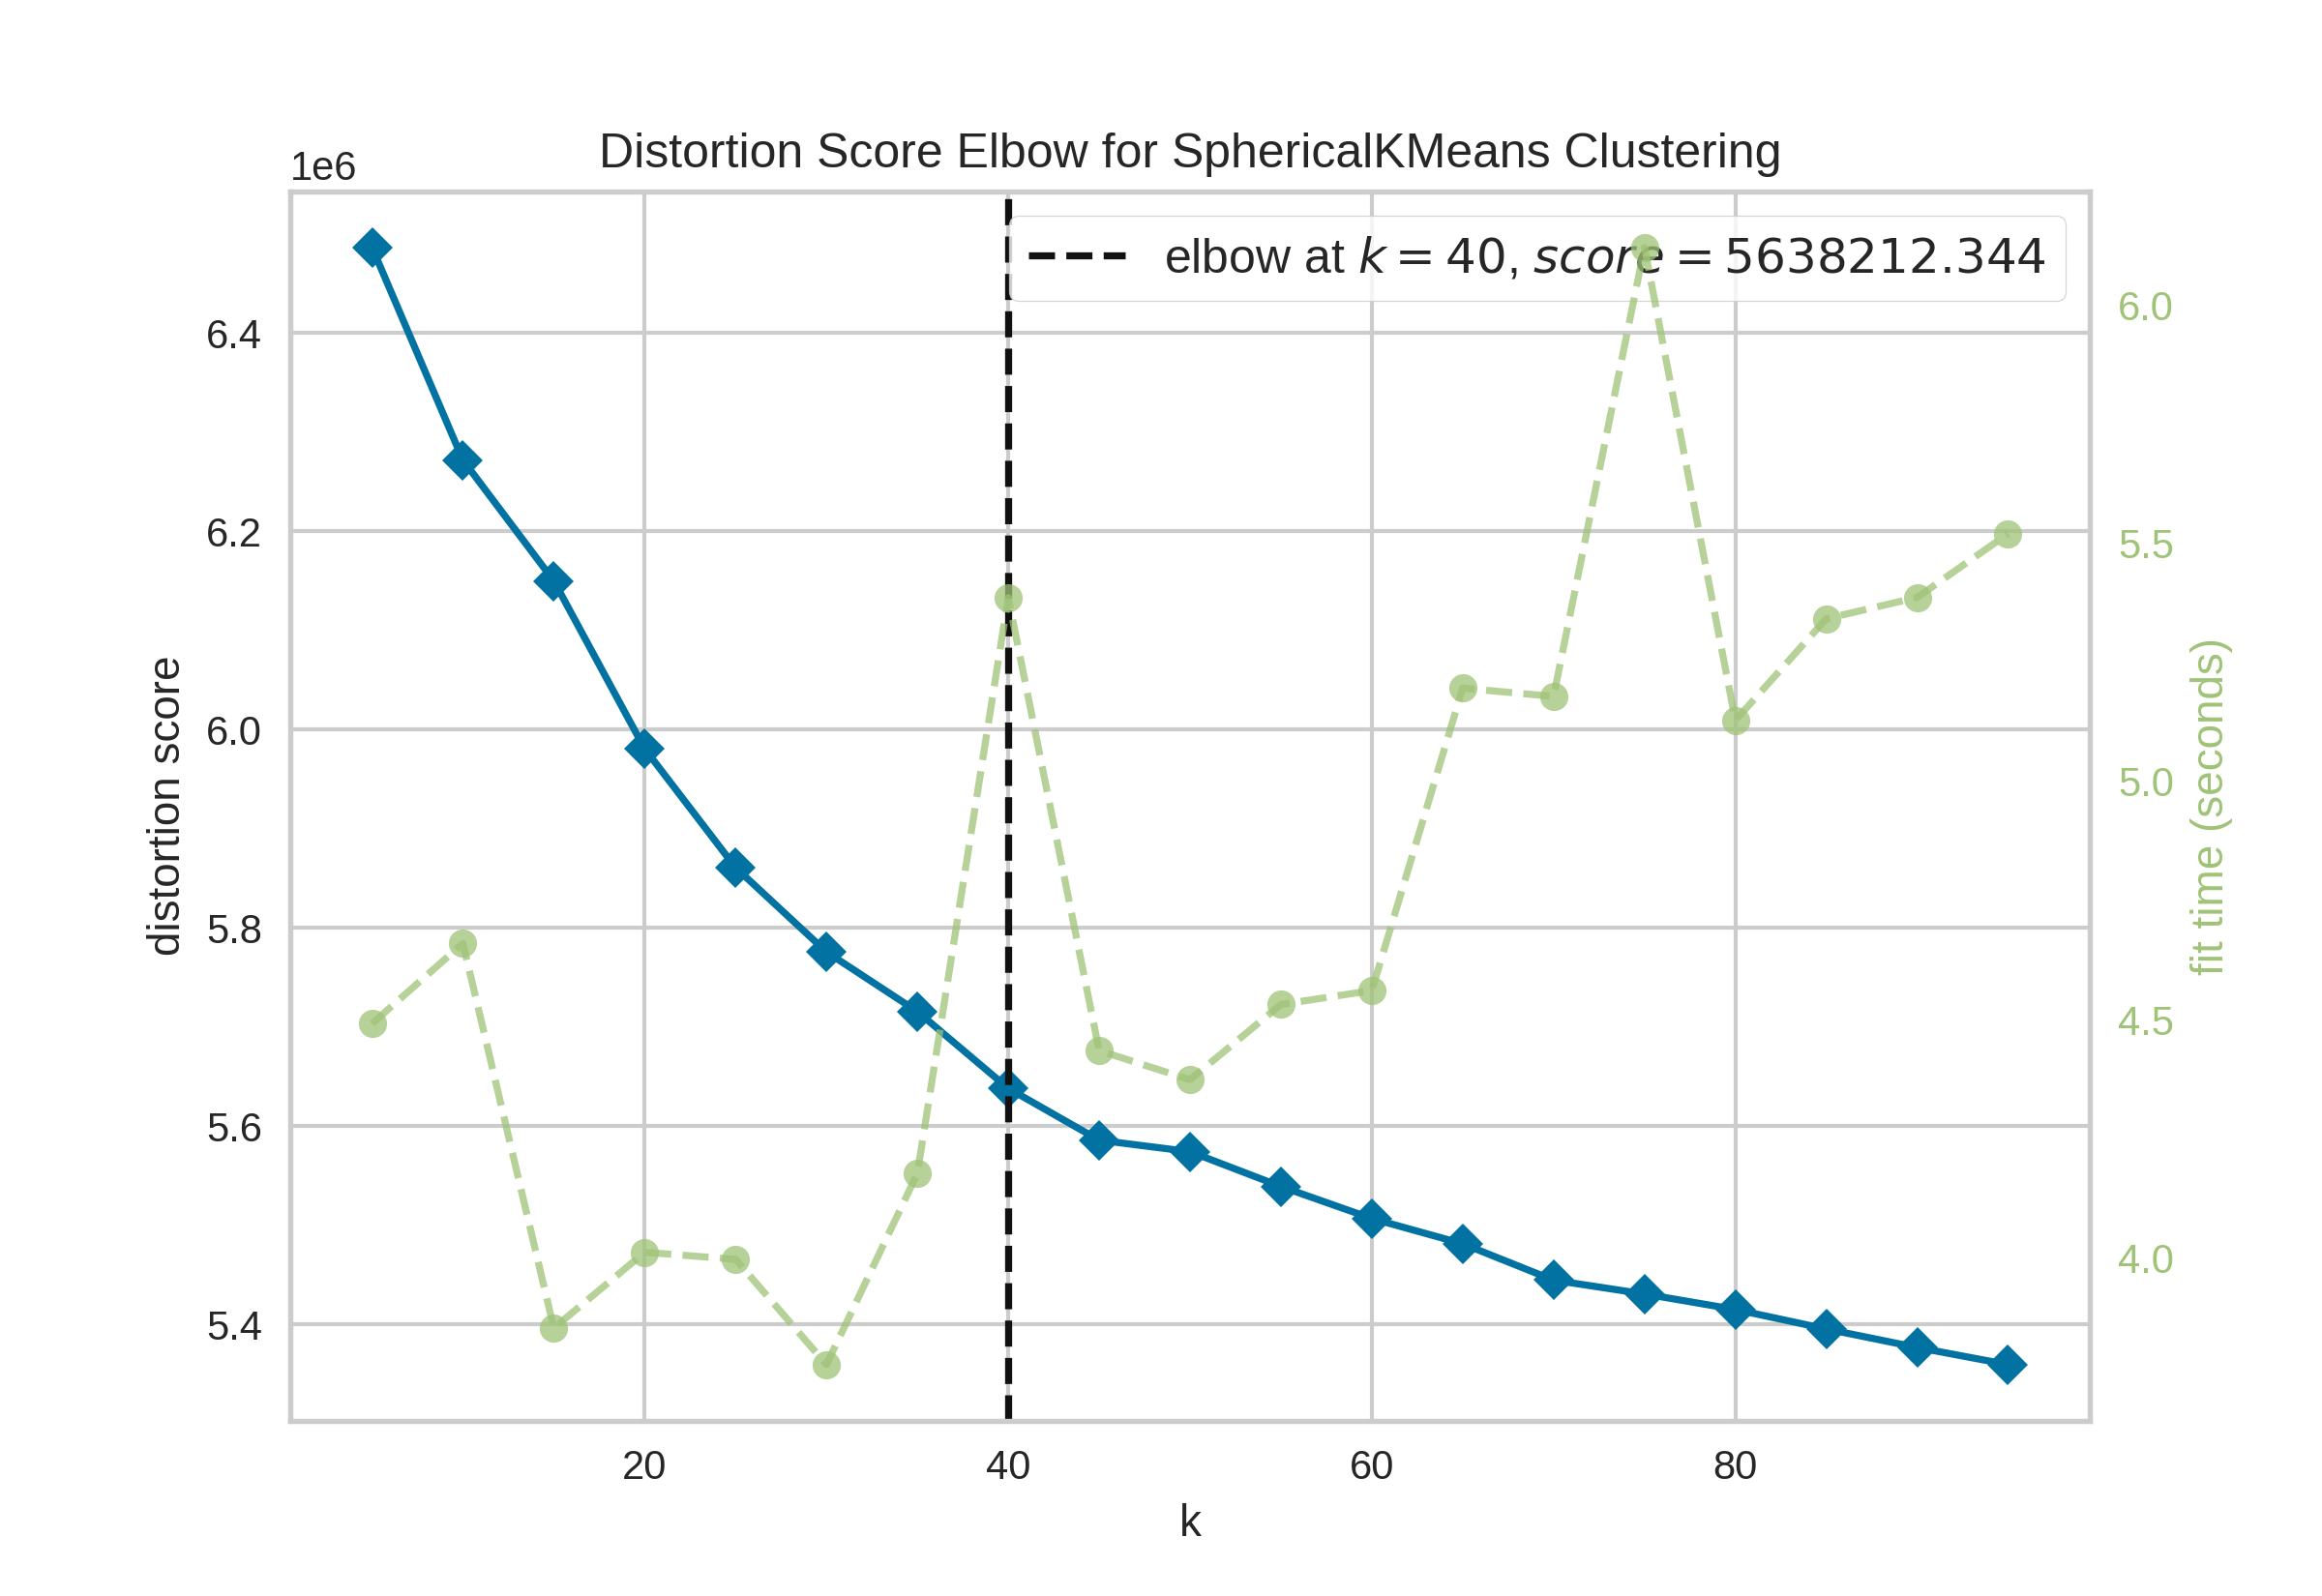 Distortion Score Elbow for SphericalKMeans Clustering
1e6
elbow at k = 40, score = 5638212.344
6.4
6.2
6.0
5.8
5.6
5.4
distortion score
6.0
5.5
5.0
4.5
4.0
fit time (seconds)
20 40 60 80
k